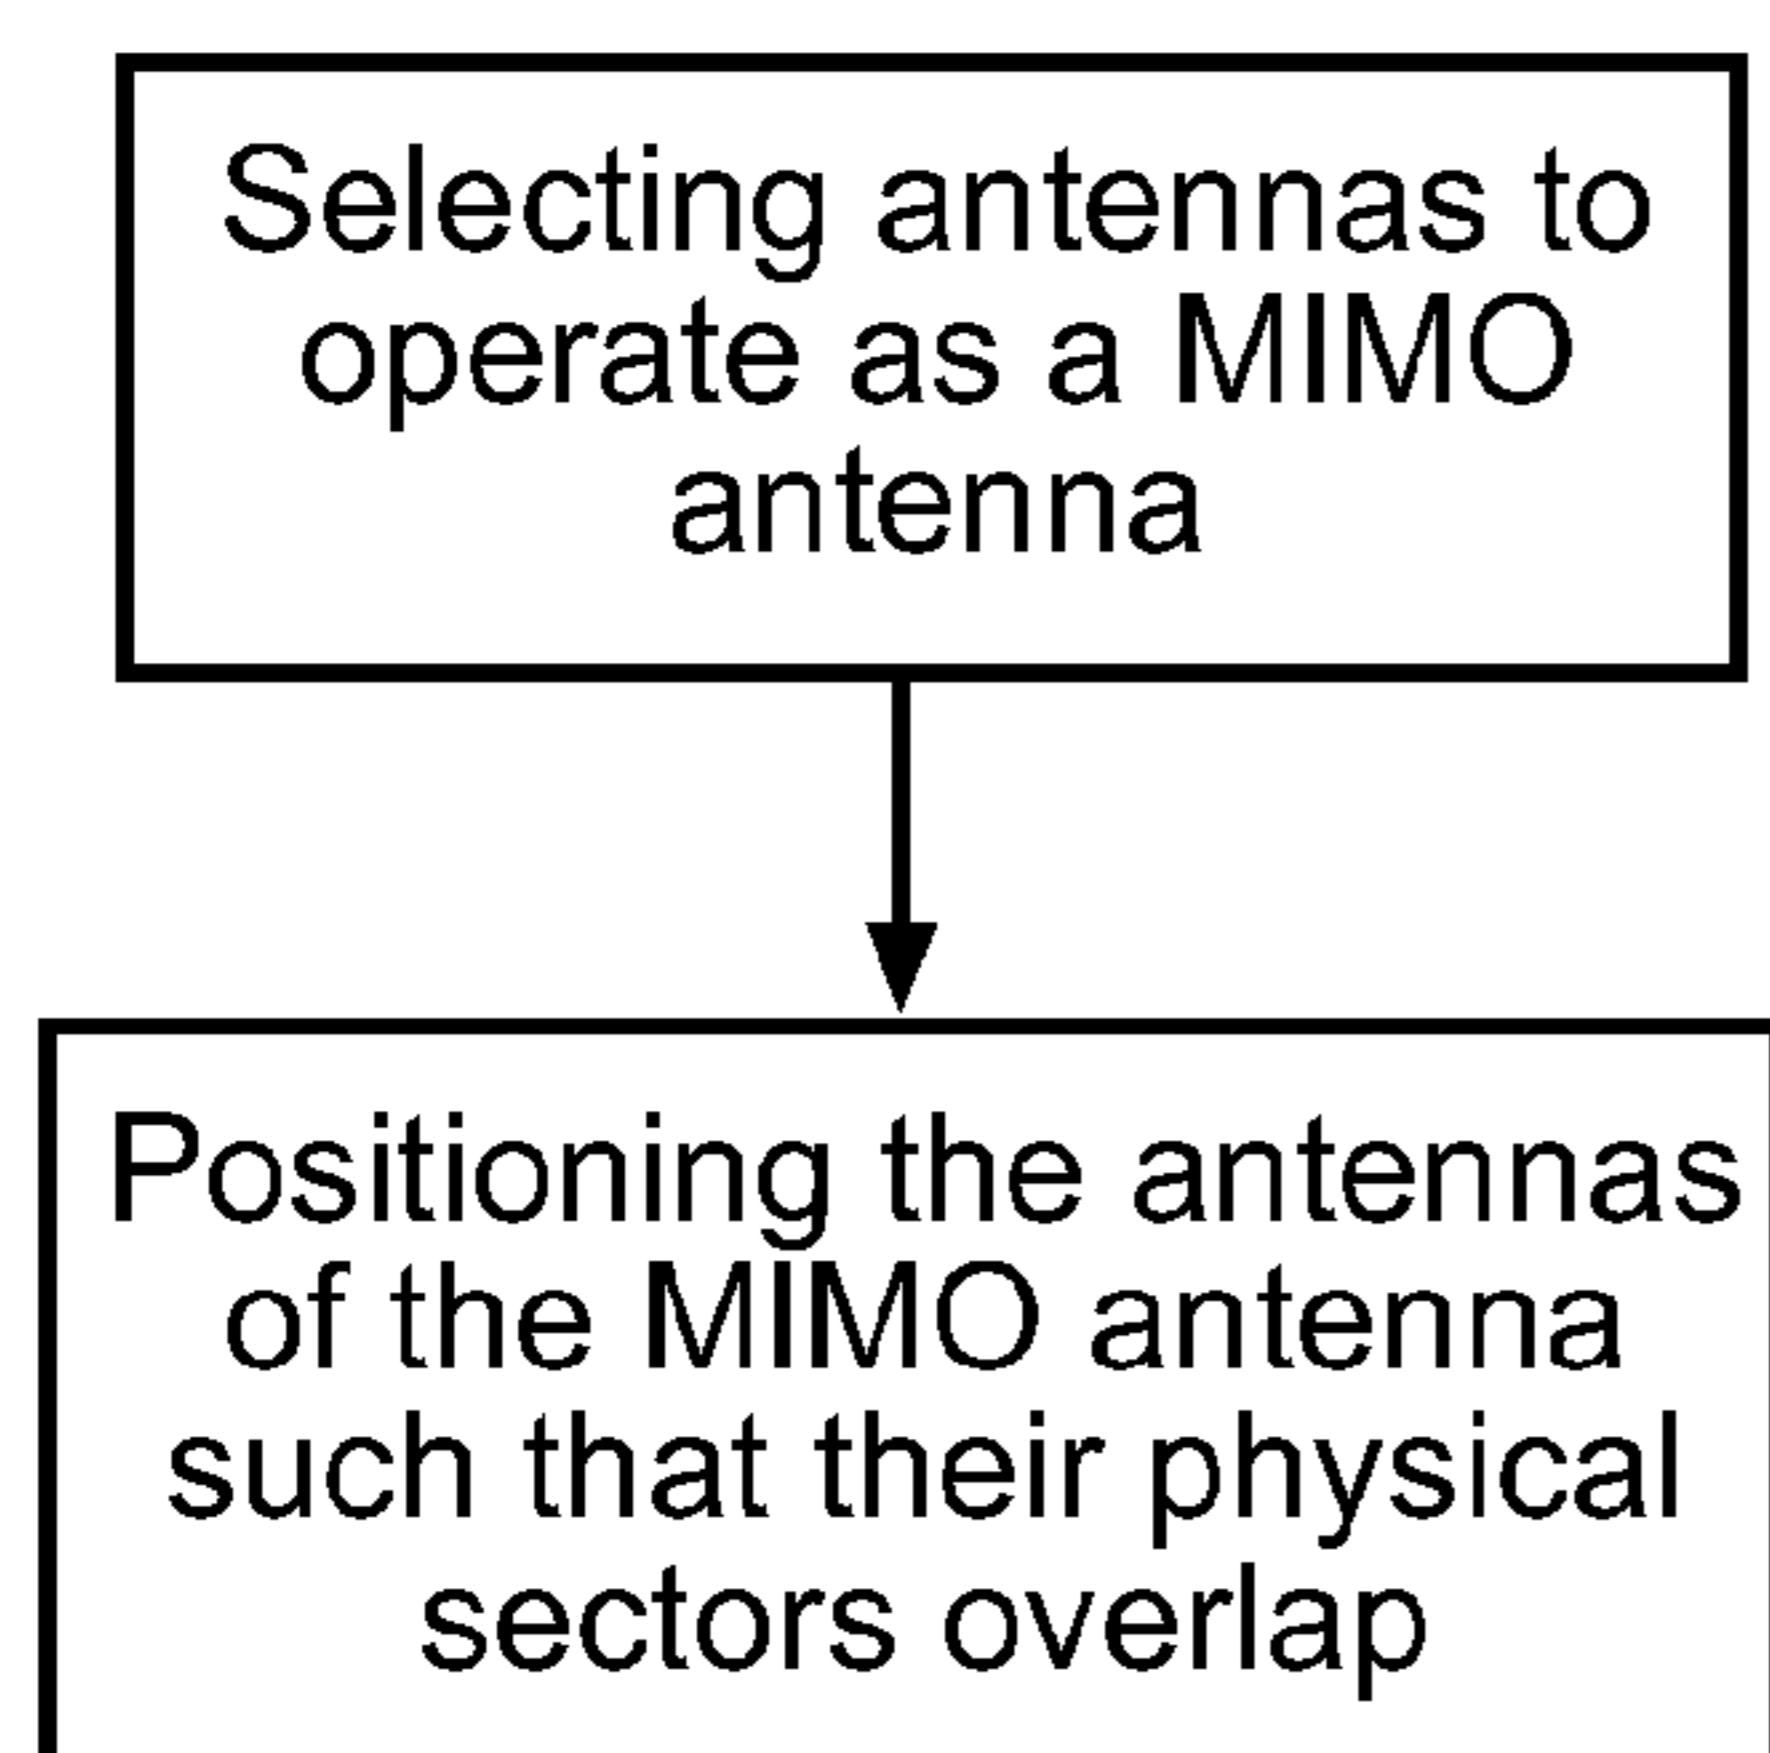 Selecting antennas to
operate as a MIMO
antenna
Positioning the antennas
of the MIMO antenna
such that their physical
sectors overlap